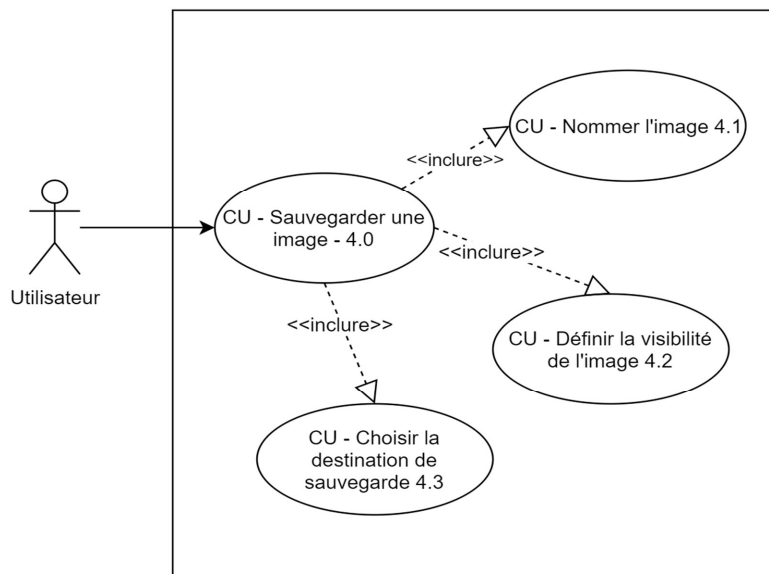 CU - Nommer l'image 4.1
<<inclure>>
CU - Sauvegarder une
image - 4.0
<<inclure>>
Utilisateur
<<inclure>>
CU - Définir la visibilité
de l'image 4.2
CU - Choisir la
destination de
sauvegarde 4.3